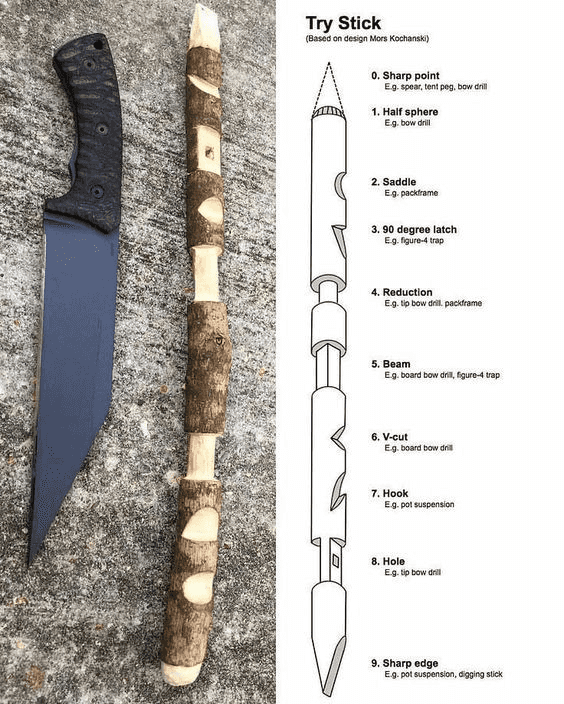 Try Stick
(Based on design Mors Kochanski)
0. Sharp point
E.g. spear, tent peg, bow drill
1. Half sphere
E.g. bow drill
2. Saddle
E.g. packframe
3. 90 degree latch
E.g. figure-4 trap
4. Reduction
E.g. tip bow drill. packframe
5. Beam
E.g. board bow drill, figure-4 trap
6. V-cut
E.g. board bow drill
7. Hook
E.g. pot suspension
8. Hole
E.g. tip bow drill
9. Sharp edge
E.g. pot suspension, digging stick